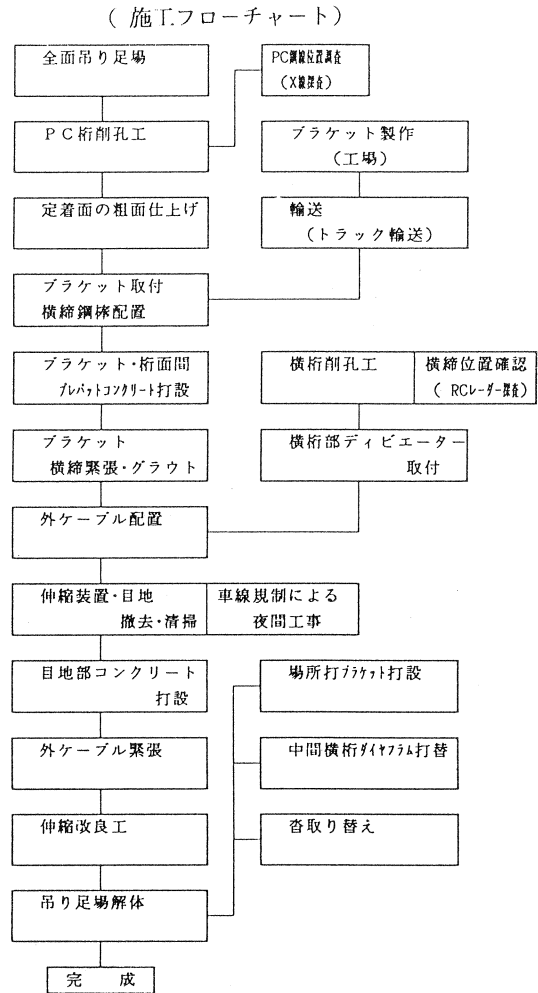 ( 施工フローチャート)
全面吊り足場
PC鋼線位置調査
(X線探査)
PC桁削孔工
ブラケット製作
(工場)
定着面の粗面仕上げ
輸送
(トラック輸送)
ブラケット取付
横締鋼棒配置
ブラケット・桁面間
プレパットコンクリート打設
横桁削孔工
横締位置確認
( RCレーダー探査)
ブラケット
横締緊張・グラウト
横桁部ディビエーター
取付
外ケーブル配置
伸縮装置・目地
撤去・清掃
車線規制による
夜間工事
目地部コンクリート
打設
場所打ブラケット打設
外ケーブル緊張
中間横桁ダイヤフラム打替
伸縮改良工
沓取り替え
吊り足場解体
完 成